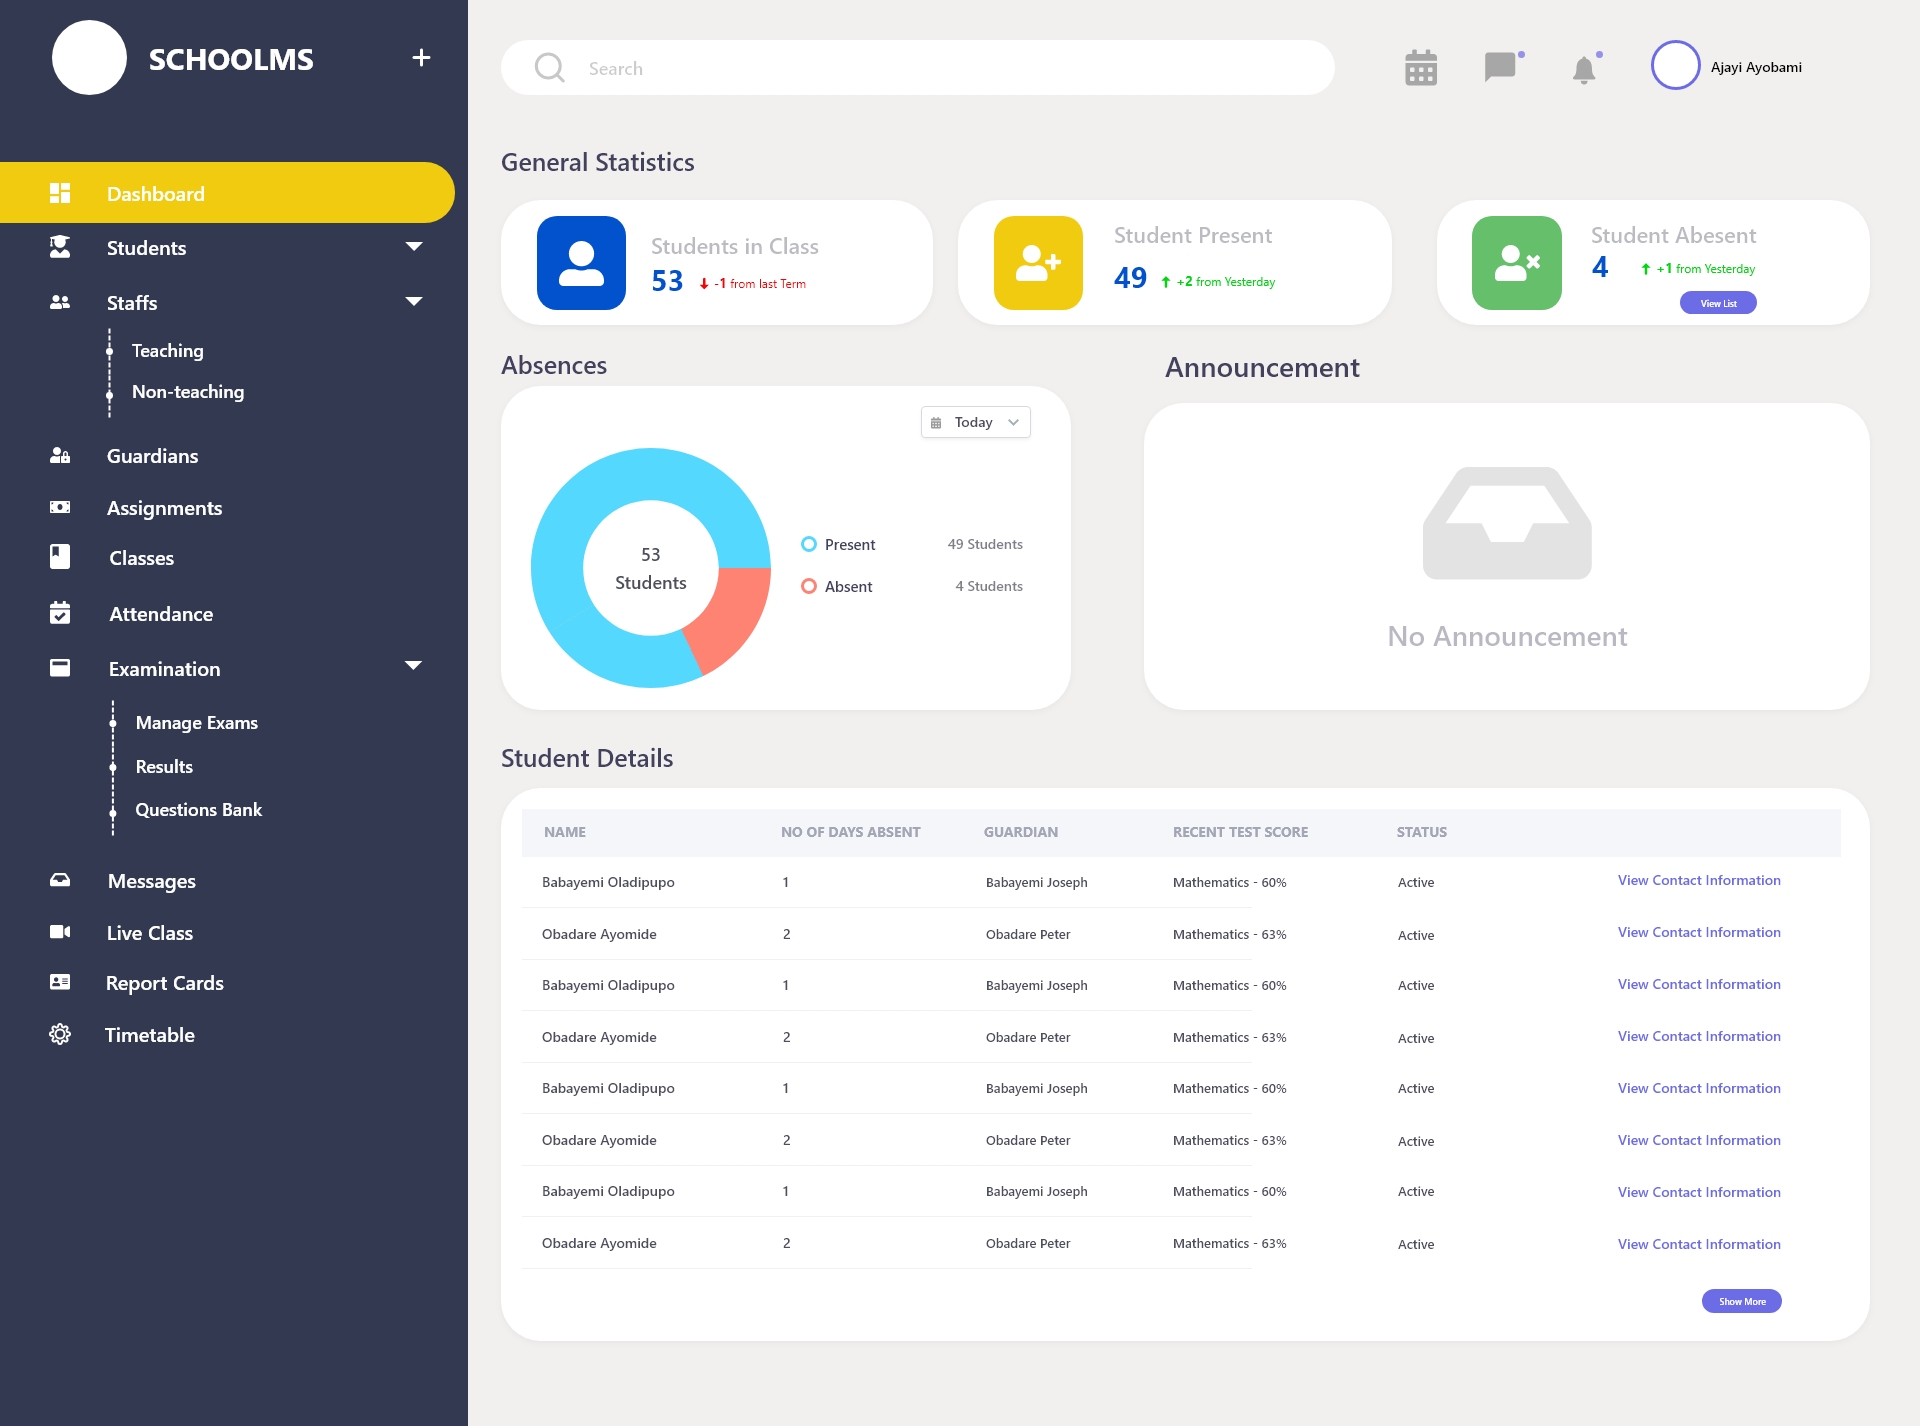 SCHOOLMS
+
Dashboard
Students
Staffs
Teaching
Non-teaching
Guardians
Assignments
Classes
Attendance
Examination
Manage Exams
Results
Questions Bank
Messages
Live Class
Report Cards
Timetable
Search
Ajayi Ayobami
General Statistics
Students in Class
53 -1 from last Term
Student Present
49 +2 from Yesterday
Student Abesent
4 +1 from Yesterday
View List
Absences
Today
53
Students
Present 49 Students
Absent 4 Students
Announcement
No Announcement
Student Details
NAME NO OF DAYS ABSENT GUARDIAN RECENT TEST SCORE STATUS
Babayemi Oladipupo 1 Babayemi Joseph Mathematics - 60% Active View Contact Information
Obadare Ayomide 2 Obadare Peter Mathematics - 63% Active View Contact Information
Babayemi Oladipupo 1 Babayemi Joseph Mathematics - 60% Active View Contact Information
Obadare Ayomide 2 Obadare Peter Mathematics - 63% Active View Contact Information
Babayemi Oladipupo 1 Babayemi Joseph Mathematics - 60% Active View Contact Information
Obadare Ayomide 2 Obadare Peter Mathematics - 63% Active View Contact Information
Babayemi Oladipupo 1 Babayemi Joseph Mathematics - 60% Active View Contact Information
Obadare Ayomide 2 Obadare Peter Mathematics - 63% Active View Contact Information
Show More